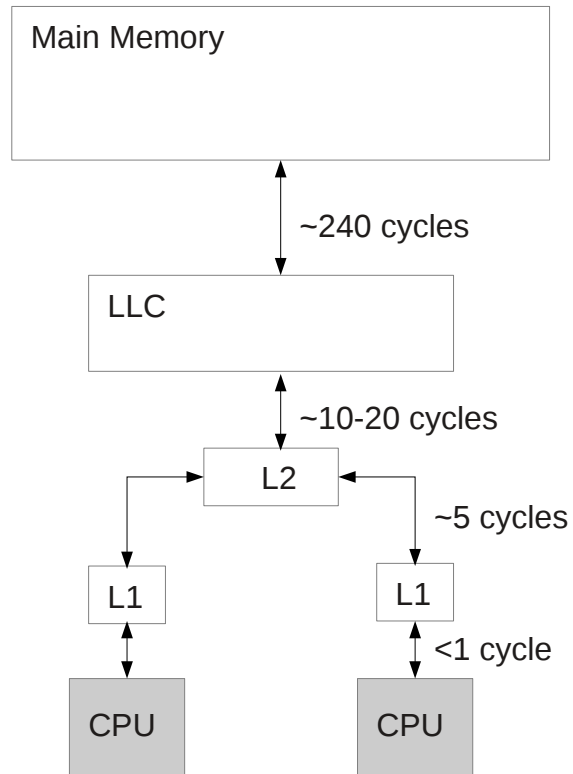 Main Memory
~240 cycles
LLC
~10-20 cycles
L2
~5 cycles
L1
L1
<1 cycle
CPU
CPU